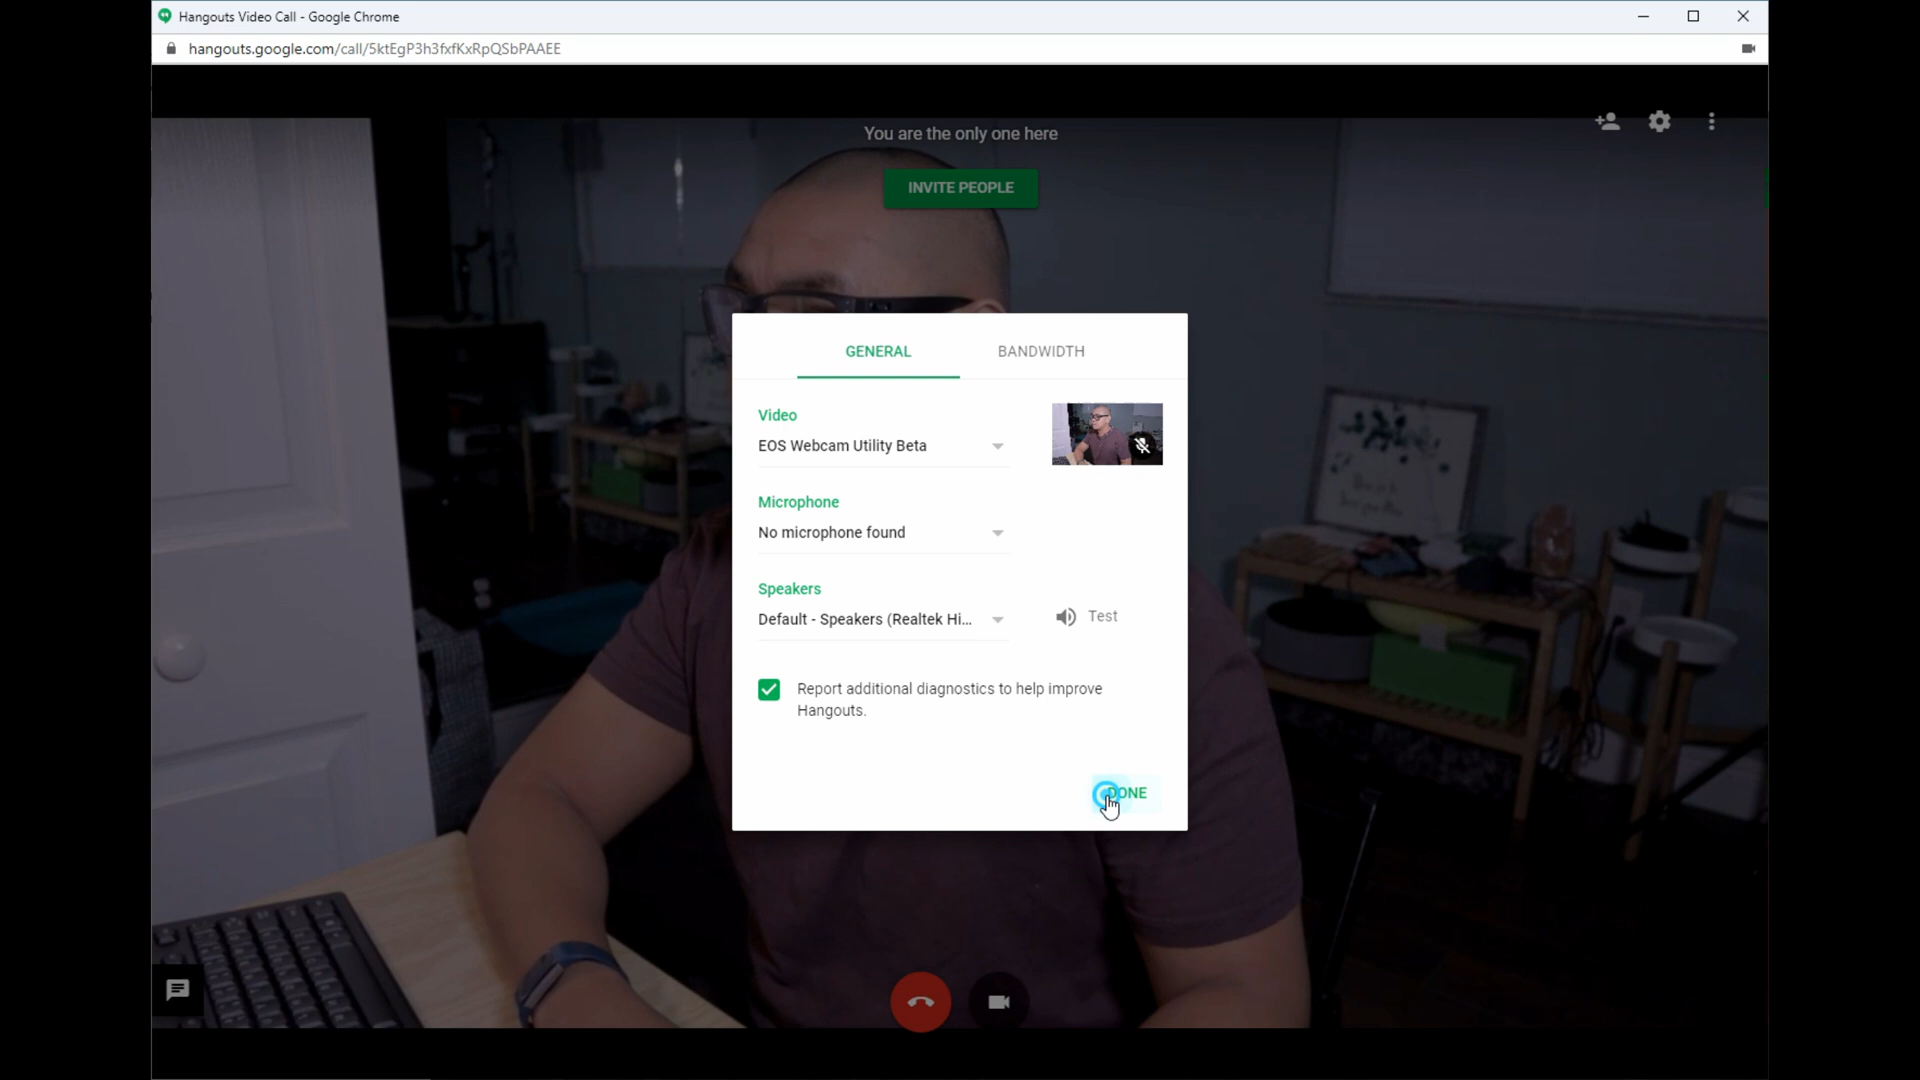 Hangouts Video Call - Google Chrome
hangouts.google.com/call/5ktEgP3h3fxfKxRpQSbPAAEE
You are the only one here
INVITE PEOPLE
GENERAL
BANDWIDTH
Video
EOS Webcam Utility Beta
Microphone
No microphone found
Speakers
Default - Speakers (Realtek Hi...
Test
Report additional diagnostics to help improve
Hangouts.
DONE